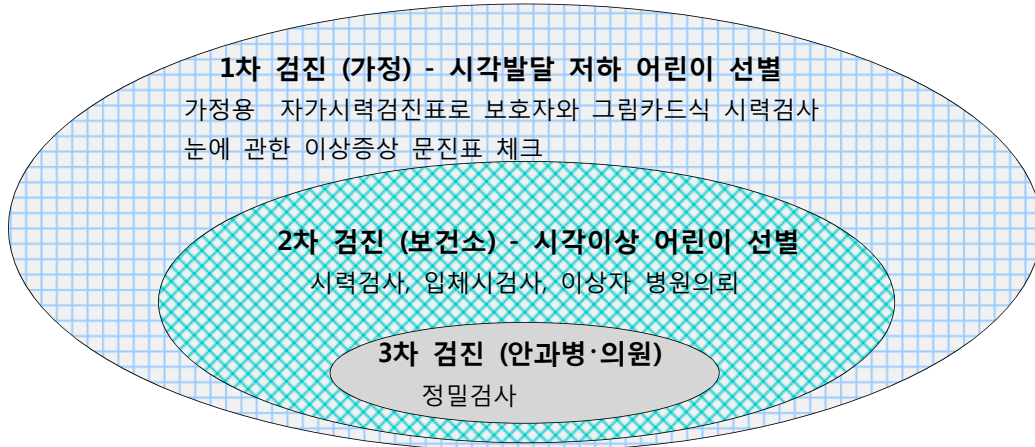 1차 검진 (가정) - 시각발달 저하 어린이 선별
가정용 자가시력검진표로 보호자와 그림카드식 시력검사
눈에 관한 이상증상 문진표 체크
2차 검진 (보건소) - 시각이상 어린이 선별
시력검사, 입체시검사, 이상자 병원의뢰
3차 검진 (안과병·의원)
정밀검사